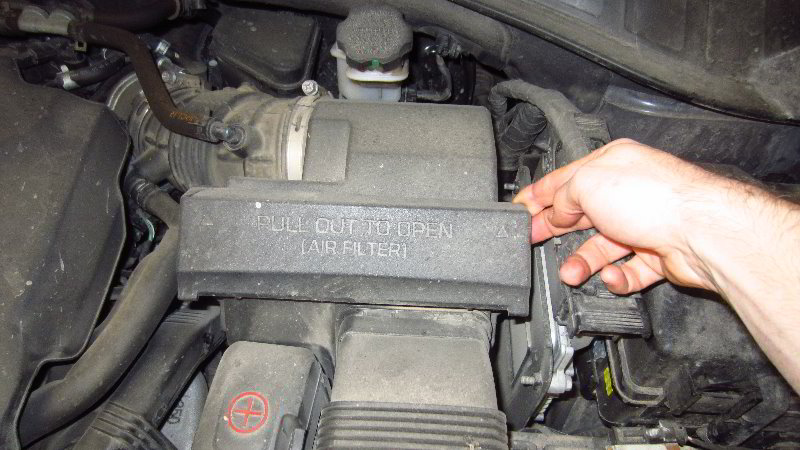 PULL OUT TO OPEN
(AIR FILTER)